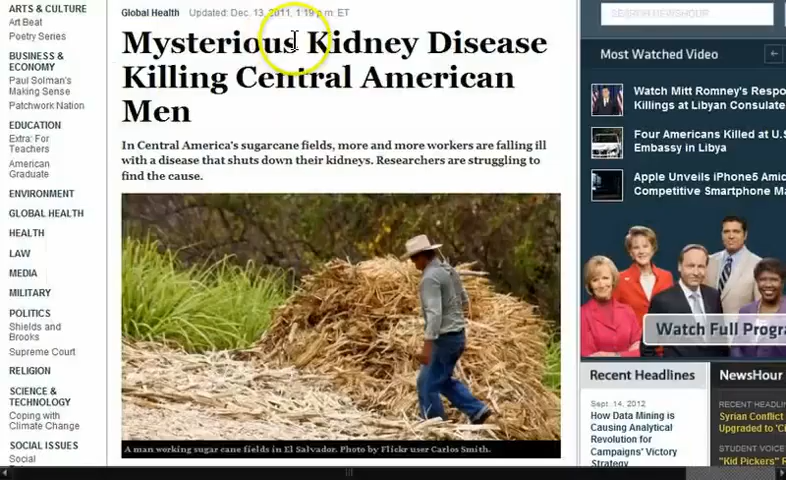 ARTS & CULTURE
Art Beat
Poetry Series
BUSINESS &
ECONOMY
Paul Solman's
Making Sense
Patchwork Nation
EDUCATION
Extra: For
Teachers
American
Graduate
ENVIRONMENT
GLOBAL HEALTH
HEALTH
LAW
MEDIA
MILITARY
POLITICS
Shields and
Brooks
Supreme Court
RELIGION
SCIENCE &
TECHNOLOGY
Coping with
Climate Change
SOCIAL ISSUES
Social
Global Health Updated: Dec. 13, 2011, 1:19 p.m. ET
Mysterious Kidney Disease
Killing Central American
Men
In Central America's sugarcane fields, more and more workers are falling ill
with a disease that shuts down their kidneys. Researchers are struggling to
find the cause.
A man working sugar cane fields in El Salvador. Photo by Flickr user Carlos Smith.
SEARCH NEWSHOUR
Most Watched Video
Watch Mitt Romney's Respo
Killings at Libyan Consulate
Four Americans Killed at U.S
Embassy in Libya
Apple Unveils iPhone5 Amid
Competitive Smartphone Ma
Watch Full Progra
Recent Headlines
Sept. 14, 2012
How Data Mining is
Causing Analytical
Revolution for
Campaigns' Victory
Strategy
NewsHour
RECENT HEADLIN
Syrian Conflict
Upgraded to 'Ci
STUDENT VOICE
"Kid Pickers" R